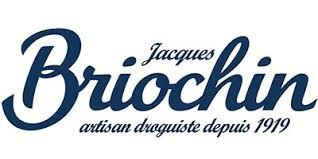 Jacques
Briochin
artisan droguiste depuis 1919